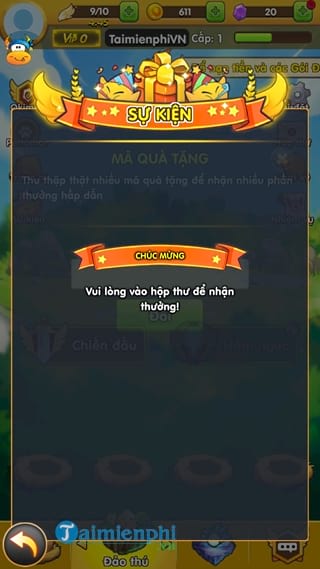 9/10
611
20
VIP 0
TaimienphiVN
Cấp: 1
SỰ KIỆN
MÃ QUÀ TẶNG
Thu thập thật nhiều mã quà tặng để nhận nhiều phần
thưởng hấp dẫn
CHÚC MỪNG
Vui lòng vào hộp thư để nhận
thưởng!
Đổi
Chiến đấu
Taimienphi
Đảo thú